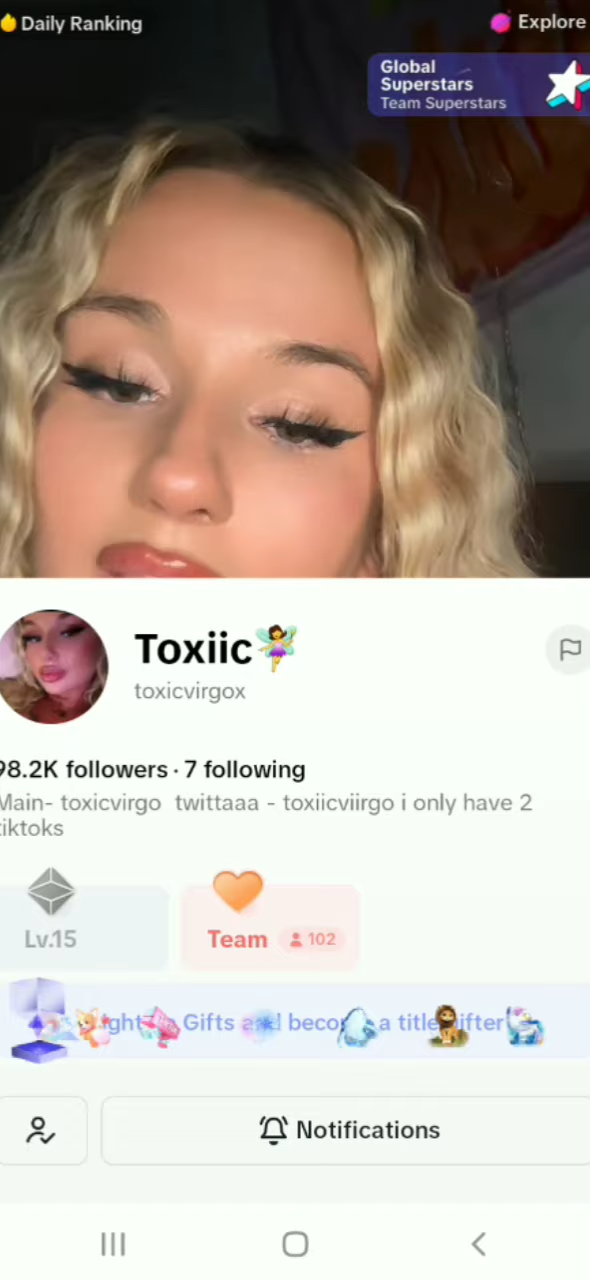 Daily Ranking
Explore
Global
Superstars
Team Superstars
Toxiic
toxicvirgox
98.2K followers · 7 following
Main- toxicvirgo twittaaa - toxiicviirgo i only have 2
tiktoks
Lv.15
Team 102
Gifts and a title
Notifications